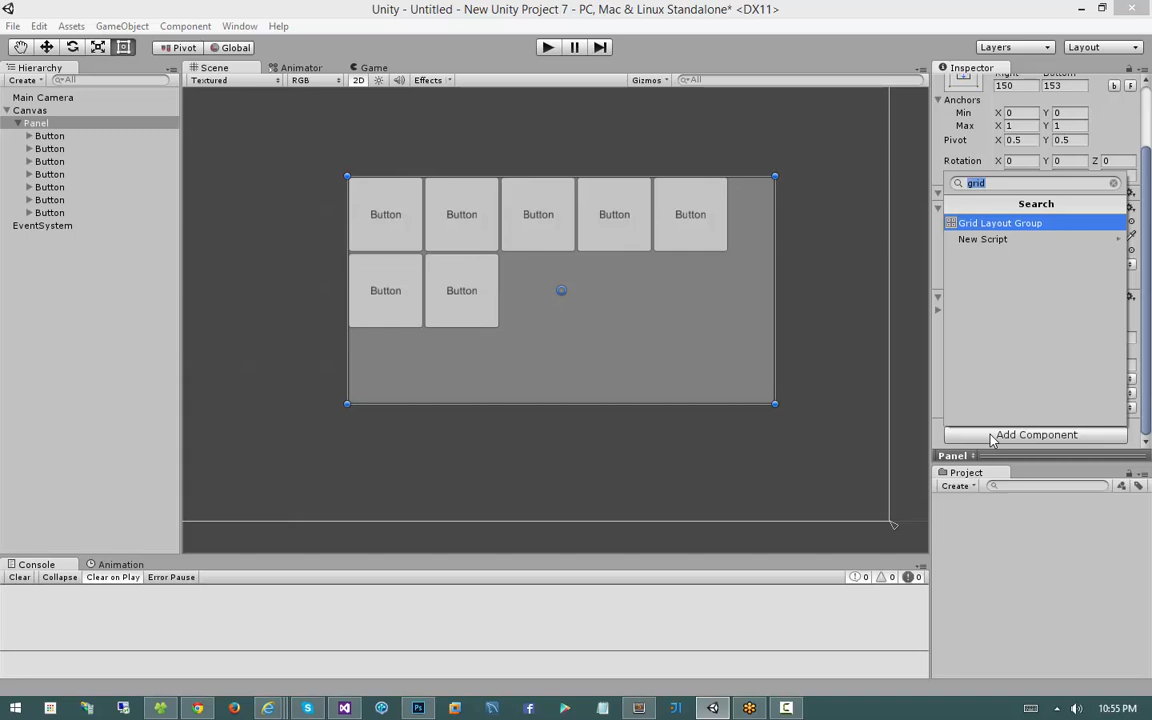 Unity - Untitled - New Unity Project 7 - PC, Mac & Linux Standalone* <DX11>
File Edit Assets GameObject Component Window Help
Pivot Global Layers Layout
Hierarchy Scene Animator Game Inspector
Create All Textured RGB 2D Effects Gizmos All
Right Bottom
150 153 b F
Anchors
Min X 0 Y 0
Max X 1 Y 1
Pivot X 0.5 Y 0.5
Rotation X 0 Y 0 Z 0
Main Camera
Canvas
Panel
Button
Button
Button
Button
Button
Button
Button
EventSystem
Button Button Button Button Button
Button Button
grid
Search
Grid Layout Group
New Script
Add Component
Panel
Project
Create
Console Animation
Clear Collapse Clear on Play Error Pause 0 0 0
10:55 PM